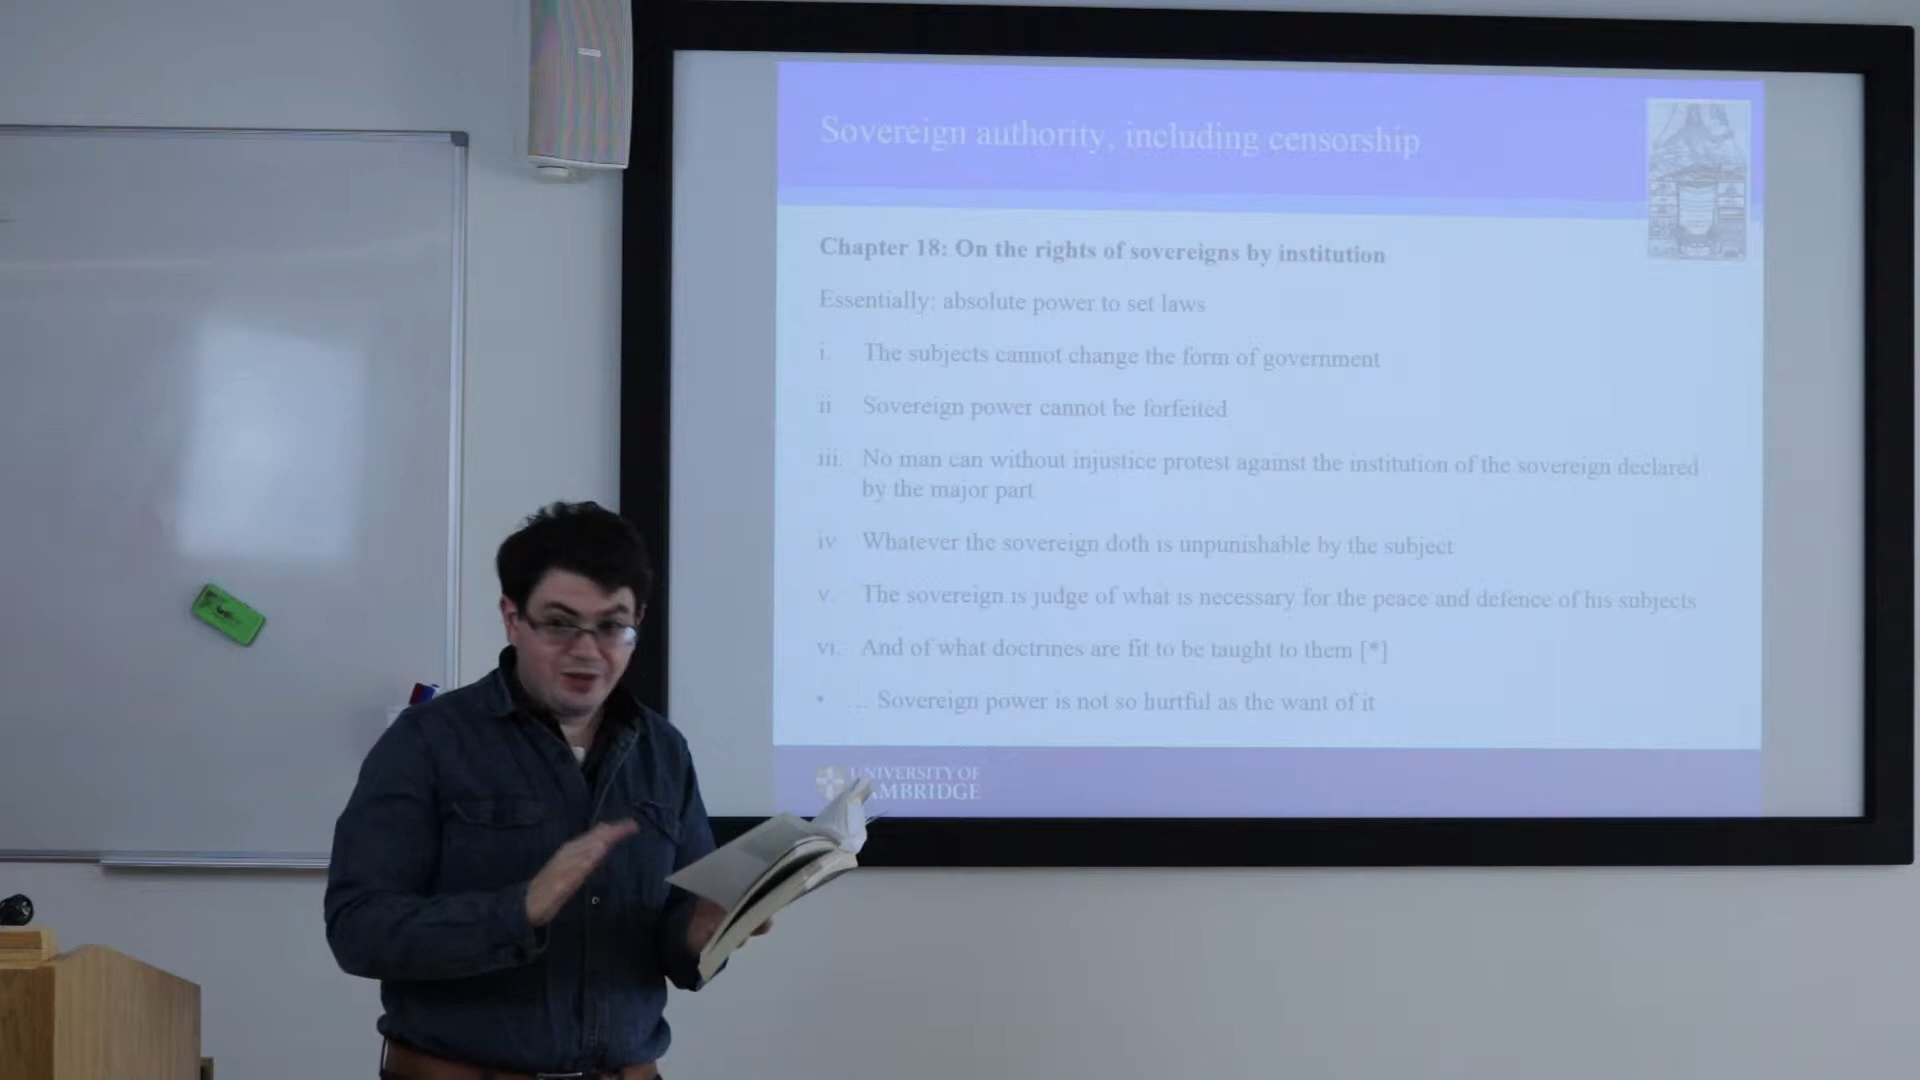 Sovereign authority, including censorship
Chapter 18: On the rights of sovereigns by institution
Essentially: absolute power to set laws
i. The subjects cannot change the form of government
ii Sovereign power cannot be forfeited
iii. No man can without injustice protest against the institution of the sovereign declared
by the major part
iv Whatever the sovereign doth is unpunishable by the subject
v. The sovereign is judge of what is necessary for the peace and defence of his subjects
vi. And of what doctrines are fit to be taught to them [*]
• … Sovereign power is not so hurtful as the want of it
UNIVERSITY OF
CAMBRIDGE